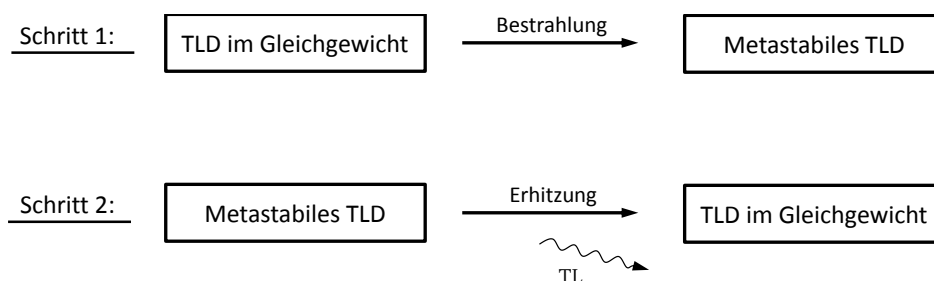 Schritt 1:
TLD im Gleichgewicht
Bestrahlung
Metastabiles TLD
Schritt 2:
Metastabiles TLD
Erhitzung
TLD im Gleichgewicht
TL